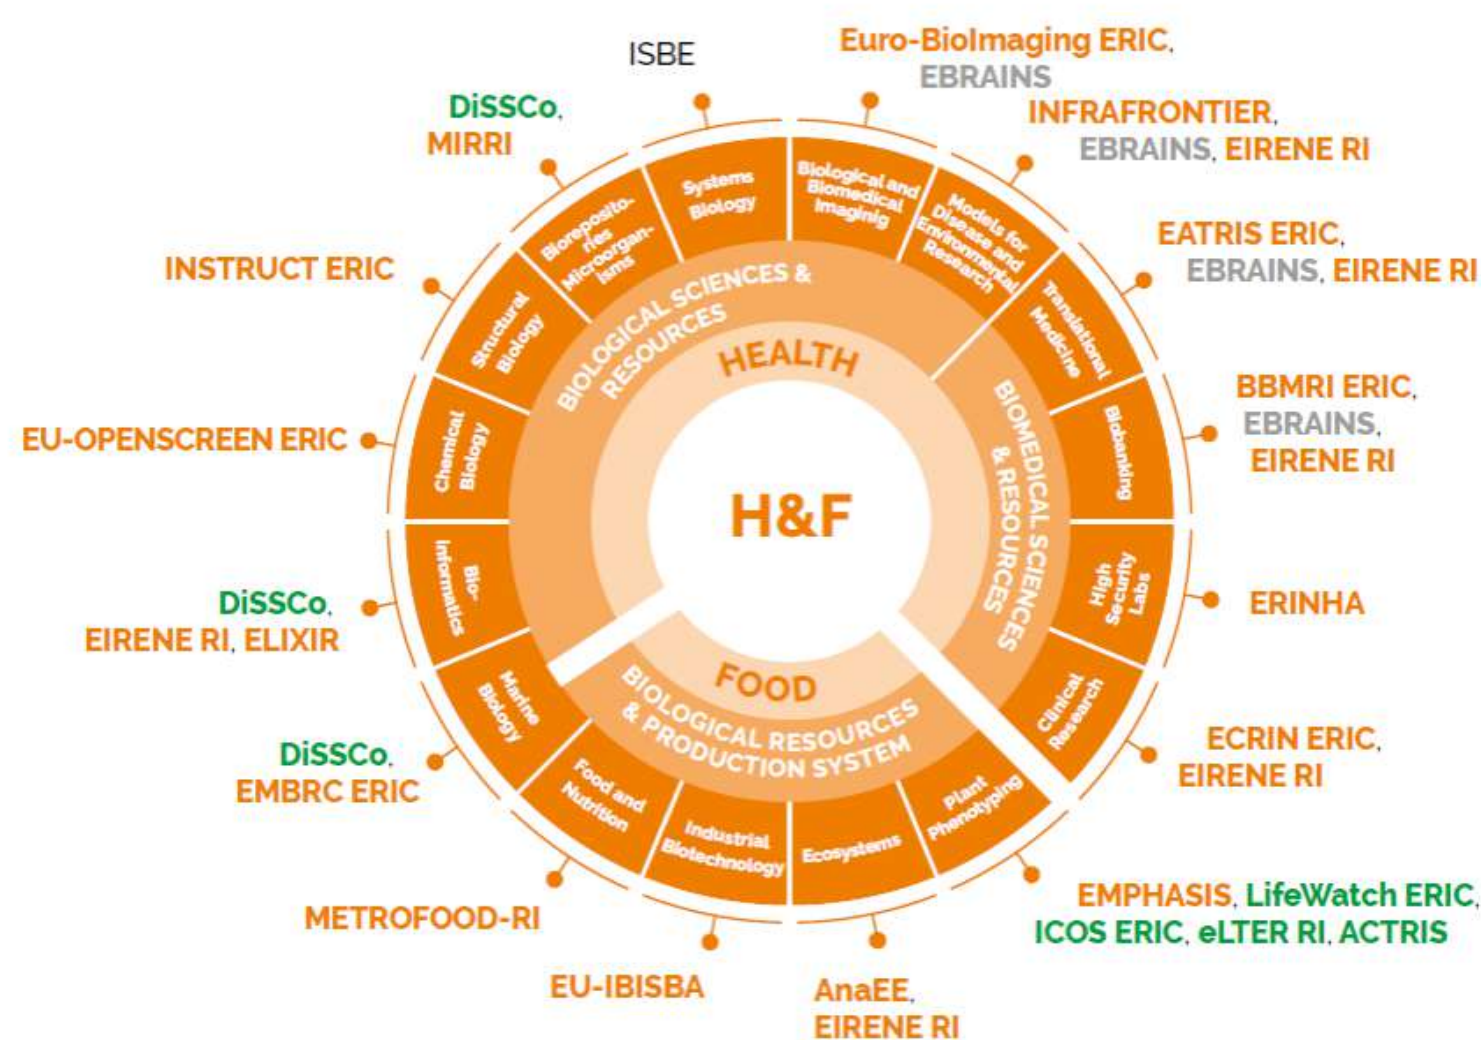 ISBE
Euro-BioImaging ERIC,
EBRAINS
DiSSCo,
MIRRI
INFRAFRONTIER,
EBRAINS, EIRENE RI
INSTRUCT ERIC
EATRIS ERIC,
EBRAINS, EIRENE RI
EU-OPENSCREEN ERIC
BBMRI ERIC,
EBRAINS,
EIRENE RI
DiSSCo,
EIRENE RI, ELIXIR
ERINHA
DiSSCo,
EMBRC ERIC
ECRIN ERIC,
EIRENE RI
METROFOOD-RI
EMPHASIS, LifeWatch ERIC,
ICOS ERIC, eLTER RI, ACTRIS
EU-IBISBA
AnaEE,
EIRENE RI
Systems
Biology
Biological and
Biomedical
Imaginig
Models for
Disease and
Environmental
Research
Translational
Medicine
Biobanking
High
Security
Labs
Clinical
Research
Plant
Phenotyping
Ecosystems
Industrial
Biotechnology
Food and
Nutrition
Marine
Biology
Bio-
informatics
Chemical
Biology
Structural
Biology
Bioreposito-
ries
Microorgan-
isms
BIOLOGICAL SCIENCES &
RESOURCES
BIOMEDICAL SCIENCES
& RESOURCES
BIOLOGICAL RESOURCES
& PRODUCTION SYSTEM
HEALTH
H&F
FOOD